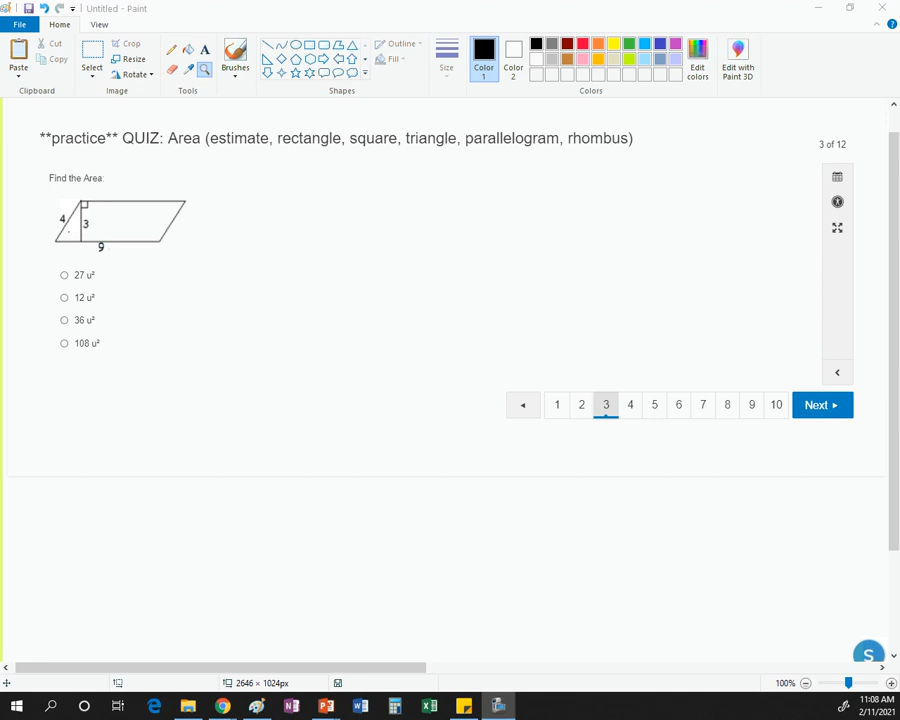 Untitled - Paint
File Home View
Paste
Cut
Copy
Clipboard
Select
Crop
Resize
Rotate
Image
A
Tools
Brushes
Shapes
Outline
Fill
Size
Color 1
Color 2
Colors
Edit colors
Edit with Paint 3D
**practice** QUIZ: Area (estimate, rectangle, square, triangle, parallelogram, rhombus)
3 of 12
Find the Area:
4
3
9
27 u²
12 u²
36 u²
108 u²
1 2 3 4 5 6 7 8 9 10 Next
S
2646 × 1024px
100%
11:08 AM
2/11/2021